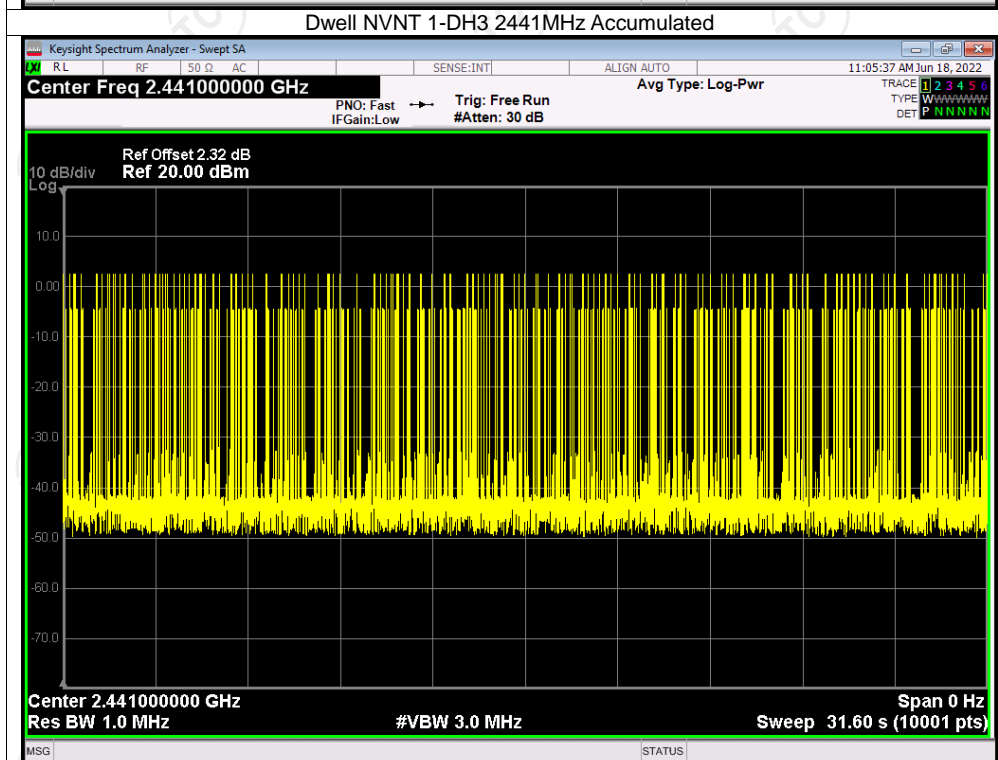 Dwell NVNT 1-DH3 2441MHz Accumulated
Keysight Spectrum Analyzer - Swept SA
LXI RL RF 50 Ω AC SENSE:INT ALIGN AUTO 11:05:37 AM Jun 18, 2022
Center Freq 2.441000000 GHz Avg Type: Log-Pwr TRACE 1 2 3 4 5 6
PNO: Fast Trig: Free Run TYPE W
IFGain:Low #Atten: 30 dB DET P N N N N N
Ref Offset 2.32 dB
10 dB/div Ref 20.00 dBm
Log
10.0
0.00
-10.0
-20.0
-30.0
-40.0
-50.0
-60.0
-70.0
Center 2.441000000 GHz Span 0 Hz
Res BW 1.0 MHz #VBW 3.0 MHz Sweep 31.60 s (10001 pts)
MSG STATUS